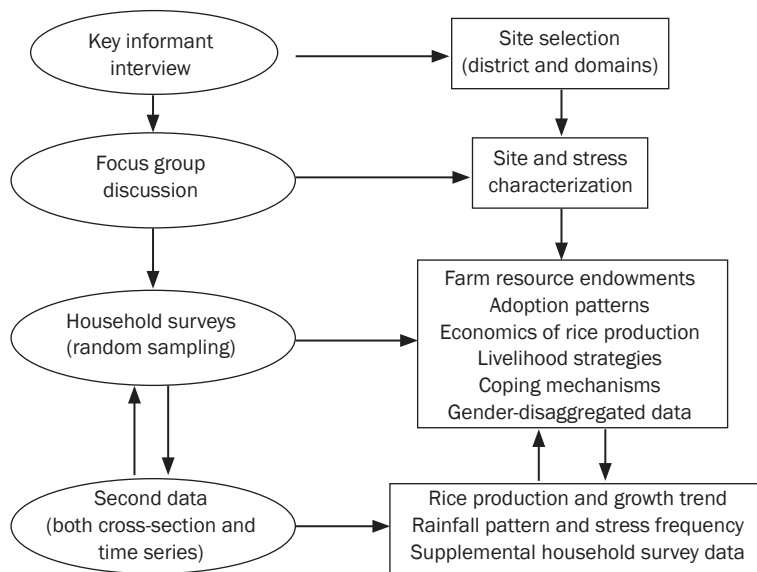 Key informant
interview
Site selection
(district and domains)
Focus group
discussion
Site and stress
characterization
Household surveys
(random sampling)
Farm resource endowments
Adoption patterns
Economics of rice production
Livelihood strategies
Coping mechanisms
Gender-disaggregated data
Second data
(both cross-section and
time series)
Rice production and growth trend
Rainfall pattern and stress frequency
Supplemental household survey data